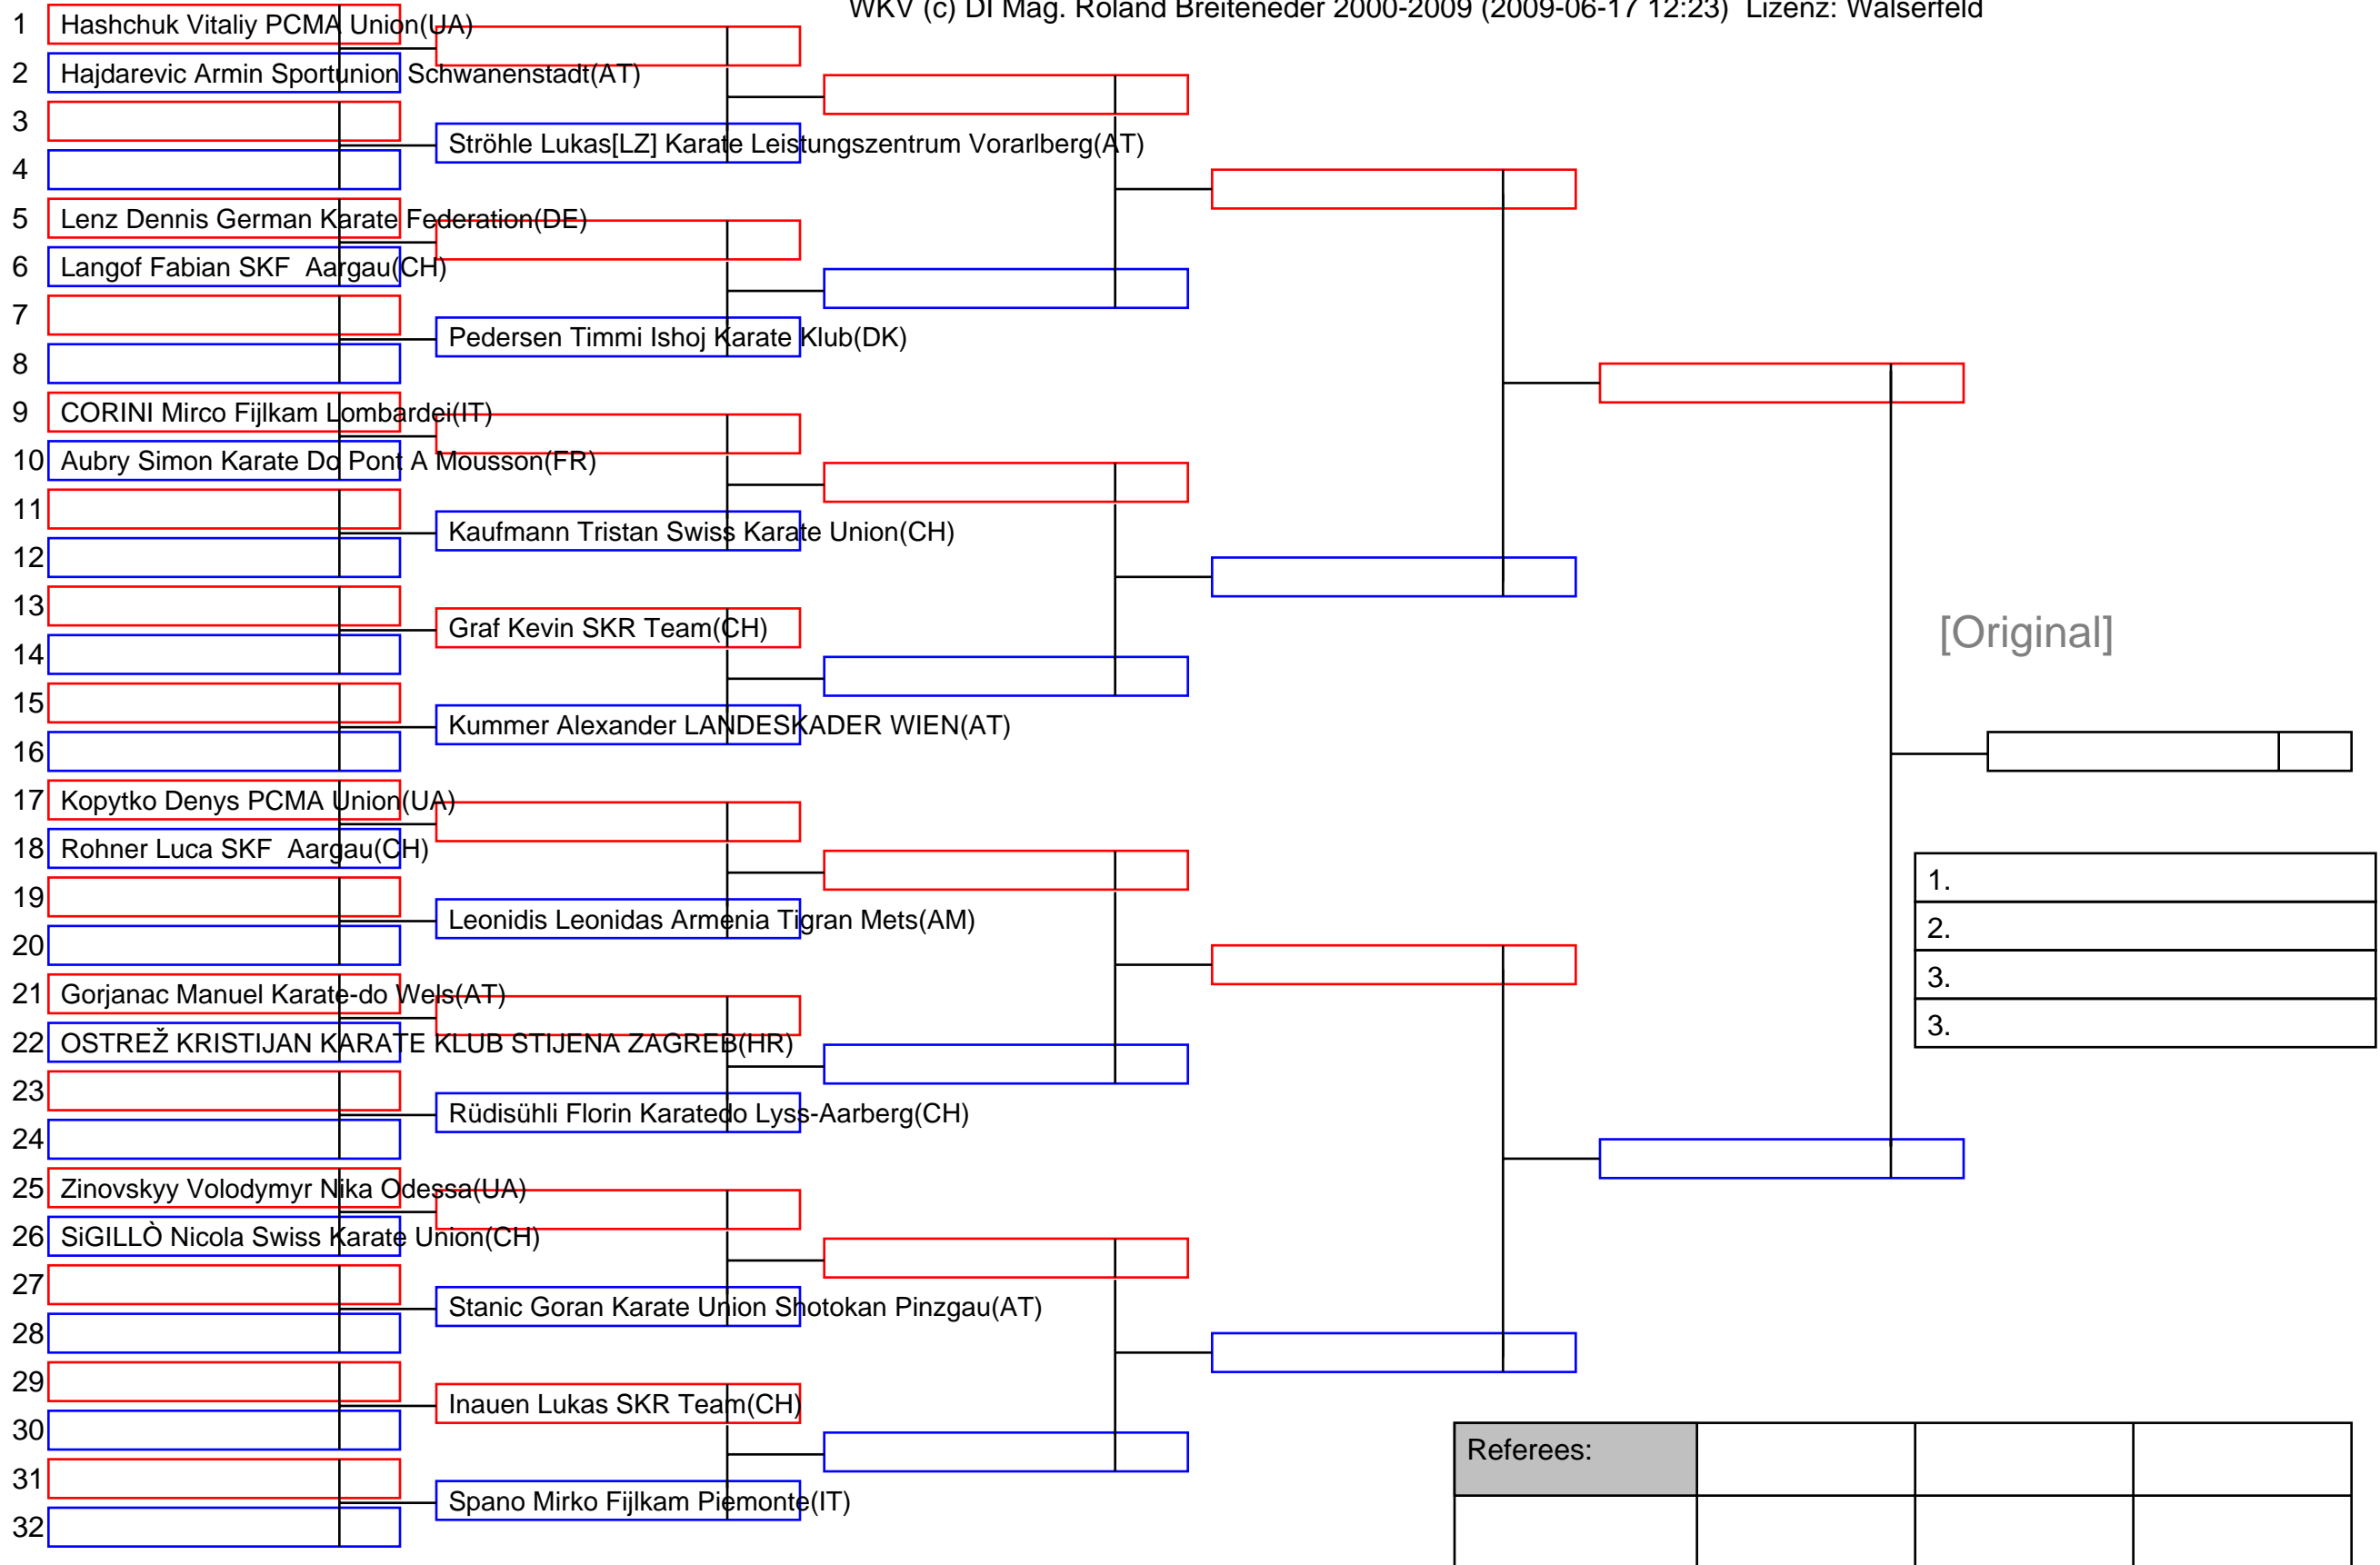 WKV (c) DI Mag. Roland Breiteneder 2000-2009 (2009-06-17 12:23)  Lizenz: Walserfeld
1 Hashchuk Vitaliy PCMA Union(UA)
2 Hajdarevic Armin Sportunion Schwanenstadt(AT)
3
Ströhle Lukas[LZ] Karate Leistungszentrum Vorarlberg(AT)
4
5 Lenz Dennis German Karate Federation(DE)
6 Langof Fabian SKF  Aargau(CH)
7
Pedersen Timmi Ishoj Karate Klub(DK)
8
9 CORINI Mirco Fijlkam Lombardei(IT)
10 Aubry Simon Karate Do Pont A Mousson(FR)
11
Kaufmann Tristan Swiss Karate Union(CH)
12
13
Graf Kevin SKR Team(CH)
[Original]
14
15
Kummer Alexander LANDESKADER WIEN(AT)
16
17 Kopytko Denys PCMA Union(UA)
18 Rohner Luca SKF  Aargau(CH)
1.
19
Leonidis Leonidas Armenia Tigran Mets(AM)
2.
20
3.
21 Gorjanac Manuel Karate-do Wels(AT)
3.
22 OSTREŽ KRISTIJAN KARATE KLUB STIJENA ZAGREB(HR)
23
Rüdisühli Florin Karatedo Lyss-Aarberg(CH)
24
25 Zinovskyy Volodymyr Nika Odessa(UA)
26 SiGILLÒ Nicola Swiss Karate Union(CH)
27
Stanic Goran Karate Union Shotokan Pinzgau(AT)
28
29
Inauen Lukas SKR Team(CH)
30
Referees:
31
Spano Mirko Fijlkam Piemonte(IT)
32